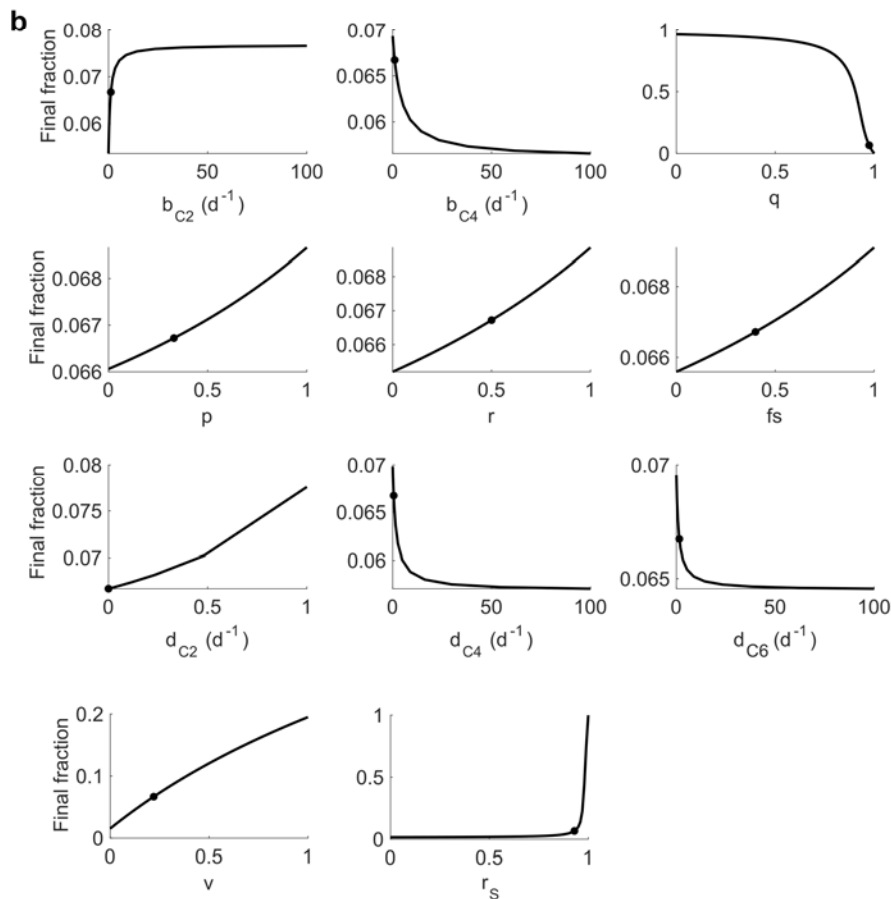 b
Final fraction
0.08
0.07
0.06
0 50 100
b_C2 (d^-1)
0.07
0.065
0.06
0 50 100
b_C4 (d^-1)
1
0.5
0
0 0.5 1
q
Final fraction
0.068
0.067
0.066
0 0.5 1
p
0.068
0.067
0.066
0 0.5 1
r
0.068
0.066
0 0.5 1
fs
Final fraction
0.08
0.075
0.07
0 0.5 1
d_C2 (d^-1)
0.07
0.065
0.06
0 50 100
d_C4 (d^-1)
0.07
0.065
0 50 100
d_C6 (d^-1)
Final fraction
0.2
0.1
0
0 0.5 1
v
1
0.5
0
0 0.5 1
r_S